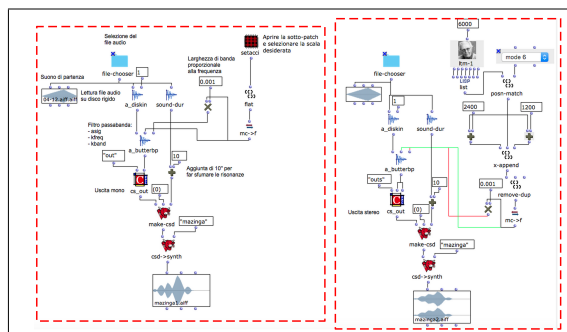 Selezione del
file audio
file-chooser
1
Larghezza di banda
proporzionale
alla frequenza
0.001
setacci
Aprire la sotto-patch
e selezionare la scala
desiderata
Suono di partenza
Lettura file audio
su disco rigido
a_diskin
sound-dur
flat
mc->f
Filtro passabenda:
- asig
- kfreq
- kband
a_butterbp
"out"
10
Aggiunta di 10" per
far sfumare le risonanze
Uscita mono
cs_out
(0)
"mazinga"
make-csd
csd->synth
mazinga1.aiff
6000
ltm-1
LISP
list
mode 6
posn-match
file-chooser
1
2400
1200
a_diskin
sound-dur
a_butterbp
x-append
"outs"
10
0.001
remove-dup
Uscita stereo
cs_out
(0)
mc->f
"mazinga"
make-csd
csd->synth
mazinga2.aiff